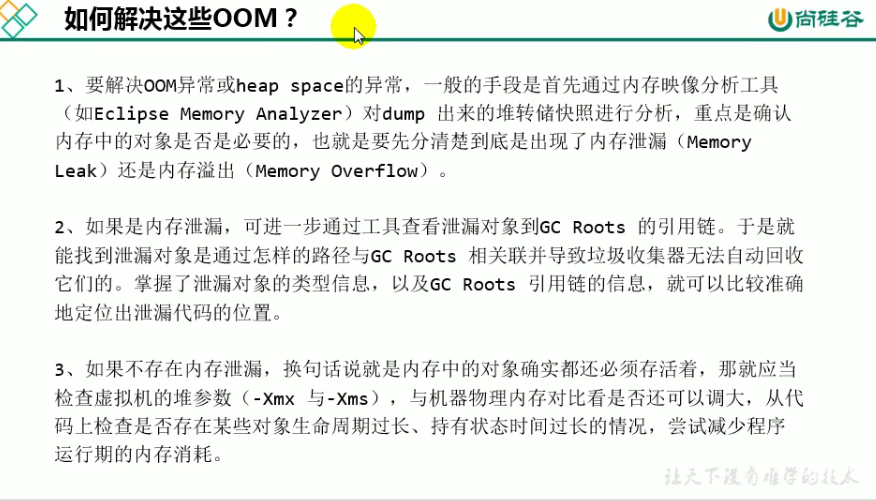 如何解决这些OOM？
尚硅谷
1、要解决OOM异常或heap space的异常，一般的手段是首先通过内存映像分析工具
（如Eclipse Memory Analyzer）对dump 出来的堆转储快照进行分析，重点是确认
内存中的对象是否是必要的，也就是要先分清楚到底是出现了内存泄漏（Memory
Leak）还是内存溢出（Memory Overflow）。
2、如果是内存泄漏，可进一步通过工具查看泄漏对象到GC Roots 的引用链。于是就
能找到泄漏对象是通过怎样的路径与GC Roots 相关联并导致垃圾收集器无法自动回收
它们的。掌握了泄漏对象的类型信息，以及GC Roots 引用链的信息，就可以比较准确
地定位出泄漏代码的位置。
3、如果不存在内存泄漏，换句话说就是内存中的对象确实都还必须存活着，那就应当
检查虚拟机的堆参数（-Xmx 与-Xms），与机器物理内存对比看是否还可以调大，从代
码上检查是否存在某些对象生命周期过长、持有状态时间过长的情况，尝试减少程序
运行期的内存消耗。
让天下没有难学的技术